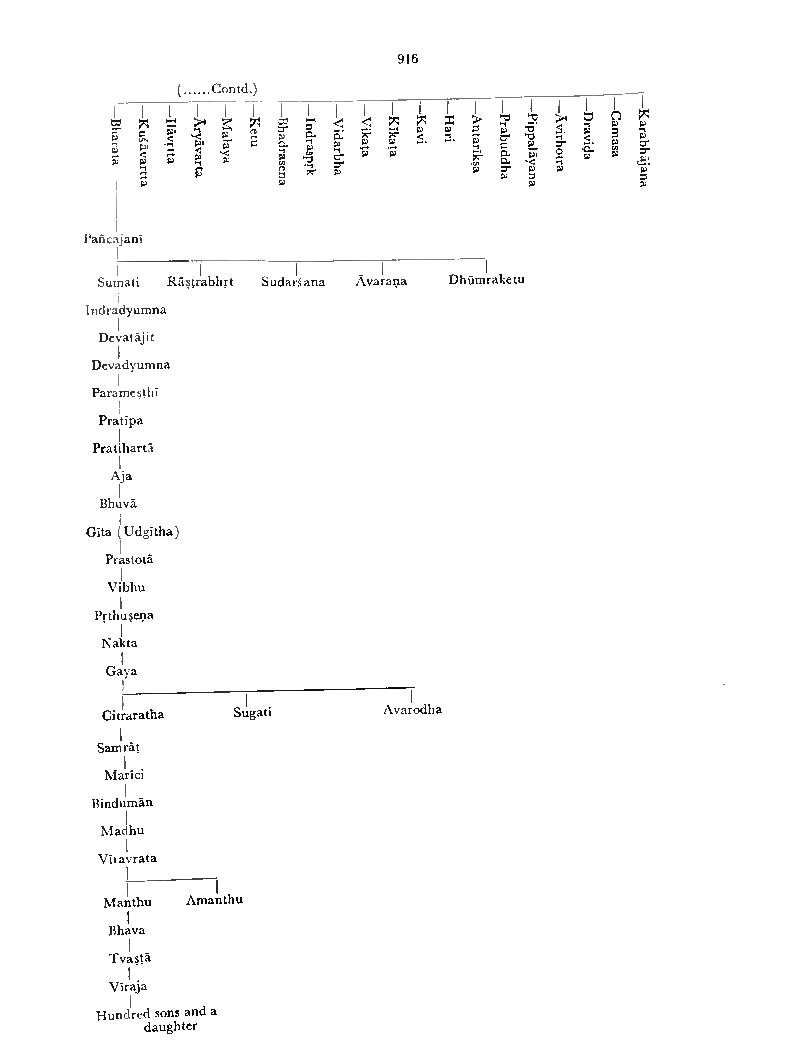 916
(......Contd.)
Bharata
Kuśāvartta
Ilāvṛtta
Āryāvarta
Malaya
Ketu
Bhadrasena
Indraspṛk
Vidarbha
Vikaṭa
Kīkaṭa
Kavi
Hari
Antarīkṣa
Prabuddha
Pippalāyana
Āvirhotra
Draviḍa
Camasa
Karabhājana
Pañcajanī
Sumati Rāṣṭrabhṛt Sudarśana Āvaraṇa Dhūmraketu
Indradyumna
Devatājit
Devadyumna
Parameṣṭhī
Pratīpa
Pratihartā
Aja
Bhuvā
Gīta (Udgītha)
Prastotā
Vibhu
Pṛthuṣeṇa
Nakta
Gaya
Citraratha Sugati Avarodha
Samrāṭ
Marīci
Bindumān
Madhu
Vīravrata
Manthu Amanthu
Bhava
Tvaṣṭā
Viraja
Hundred sons and a
daughter